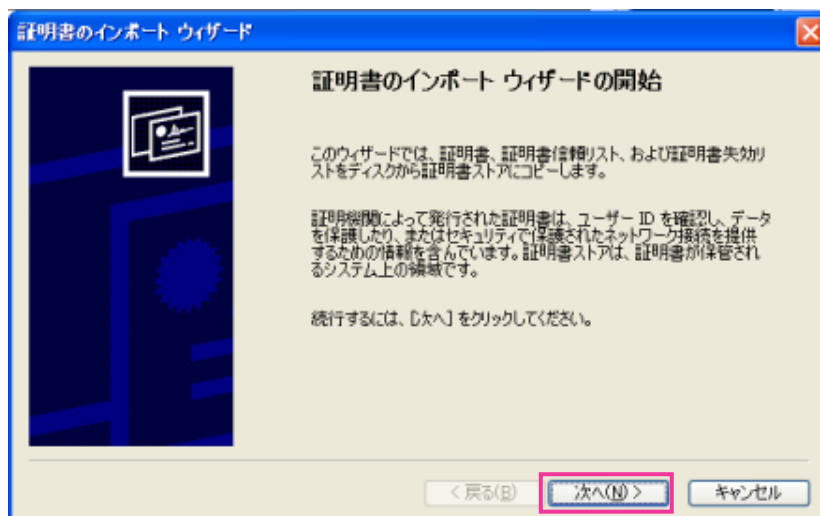 証明書のインポート ウィザード
証明書のインポート ウィザードの開始
このウィザードでは、証明書、証明書信頼リスト、および証明書失効リ
ストをディスクから証明書ストアにコピーします。
証明機関によって発行された証明書は、ユーザー ID を確認し、データ
を保護したり、またはセキュリティで保護されたネットワーク接続を提供
するための情報を含んでいます。証明書ストアは、証明書が保管され
るシステム上の領域です。
続行するには、[次へ] をクリックしてください。
< 戻る(B)
次へ(N) >
キャンセル